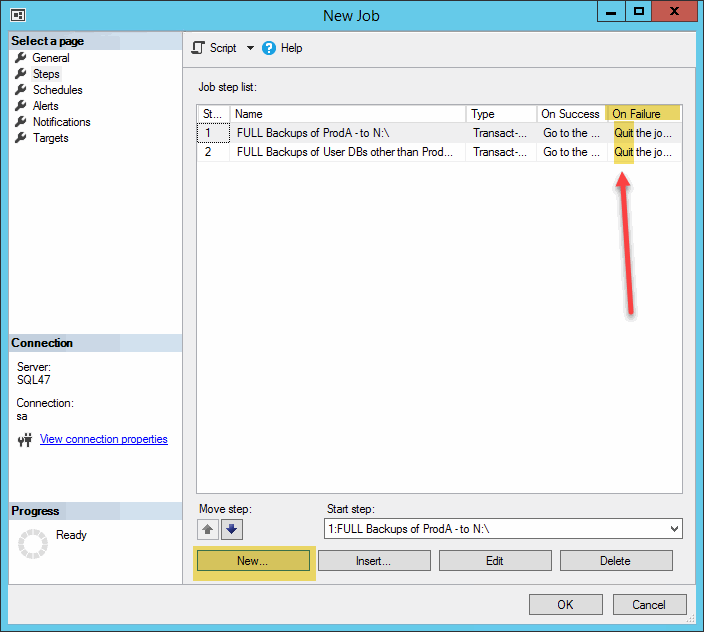 New Job
Select a page
General
Steps
Schedules
Alerts
Notifications
Targets
Script Help
Job step list:
St... Name Type On Success On Failure
1 FULL Backups of ProdA - to N:\ Transact-... Go to the ... Quit the jo...
2 FULL Backups of User DBs other than Prod... Transact-... Go to the ... Quit the jo...
Connection
Server:
SQL47
Connection:
sa
View connection properties
Progress
Ready
Move step: Start step:
1:FULL Backups of ProdA - to N:\
New... Insert... Edit Delete
OK Cancel